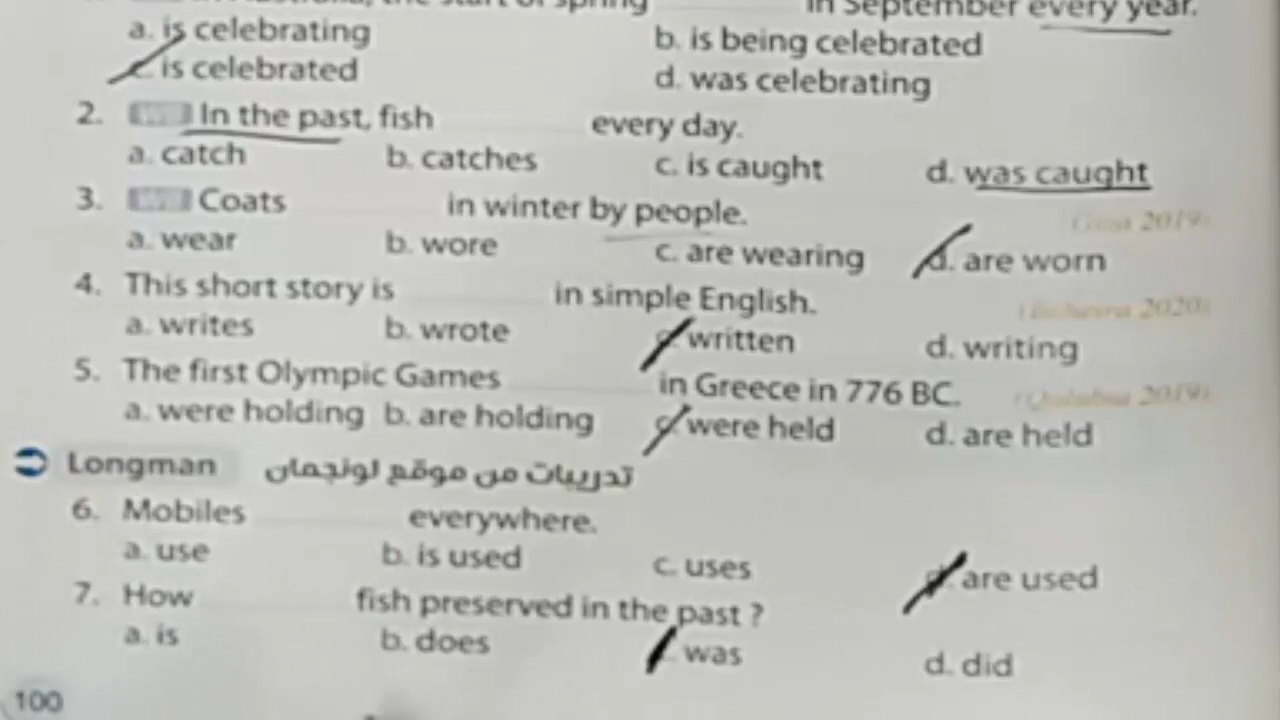 the start of spring in September every year.
a. is celebrating b. is being celebrated
c. is celebrated d. was celebrating
2. In the past, fish every day.
a. catch b. catches c. is caught d. was caught
3. Coats in winter by people.
a. wear b. wore c. are wearing d. are worn
4. This short story is in simple English.
a. writes b. wrote written d. writing
5. The first Olympic Games in Greece in 776 BC.
a. were holding b. are holding c. were held d. are held
Longman تدريبات من موقع لونجمان
6. Mobiles everywhere.
a. use b. is used c. uses are used
7. How fish preserved in the past ?
a. is b. does was d. did
100